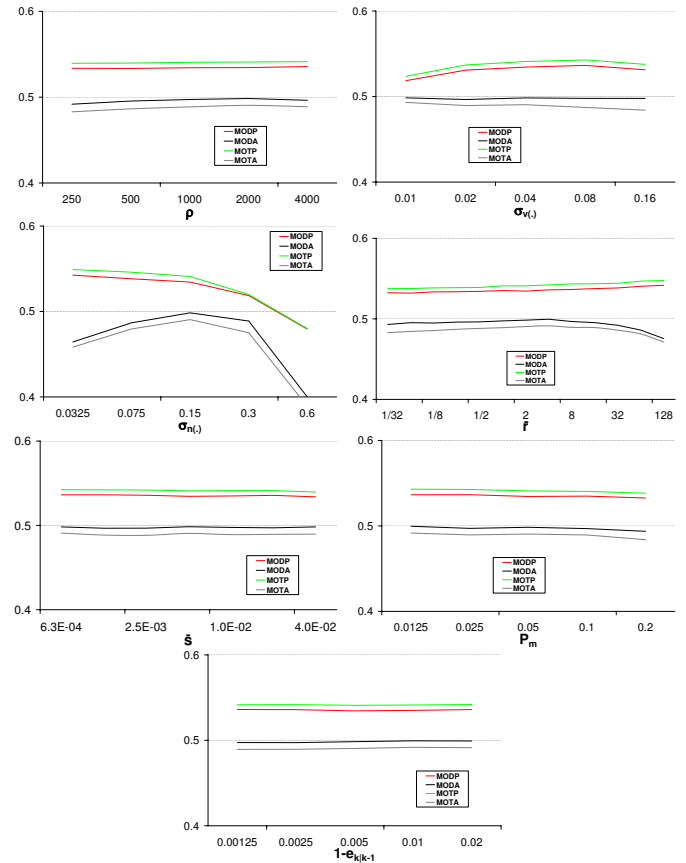 0.6
0.5
0.4
MODP
MODA
MOTP
MOTA
250 500 1000 2000 4000
ρ
0.6
0.5
0.4
MODP
MODA
MOTP
MOTA
0.01 0.02 0.04 0.08 0.16
σv(.)
0.6
0.5
0.4
MODP
MODA
MOTP
MOTA
0.0325 0.075 0.15 0.3 0.6
σn(.)
0.6
0.5
0.4
MODP
MODA
MOTP
MOTA
1/32 1/8 1/2 2 8 32 128
f̄
0.6
0.5
0.4
MODP
MODA
MOTP
MOTA
6.3E-04 2.5E-03 1.0E-02 4.0E-02
s̄
0.6
0.5
0.4
MODP
MODA
MOTP
MOTA
0.0125 0.025 0.05 0.1 0.2
Pm
0.6
0.5
0.4
MODP
MODA
MOTP
MOTA
0.00125 0.0025 0.005 0.01 0.02
1-ek|k-1